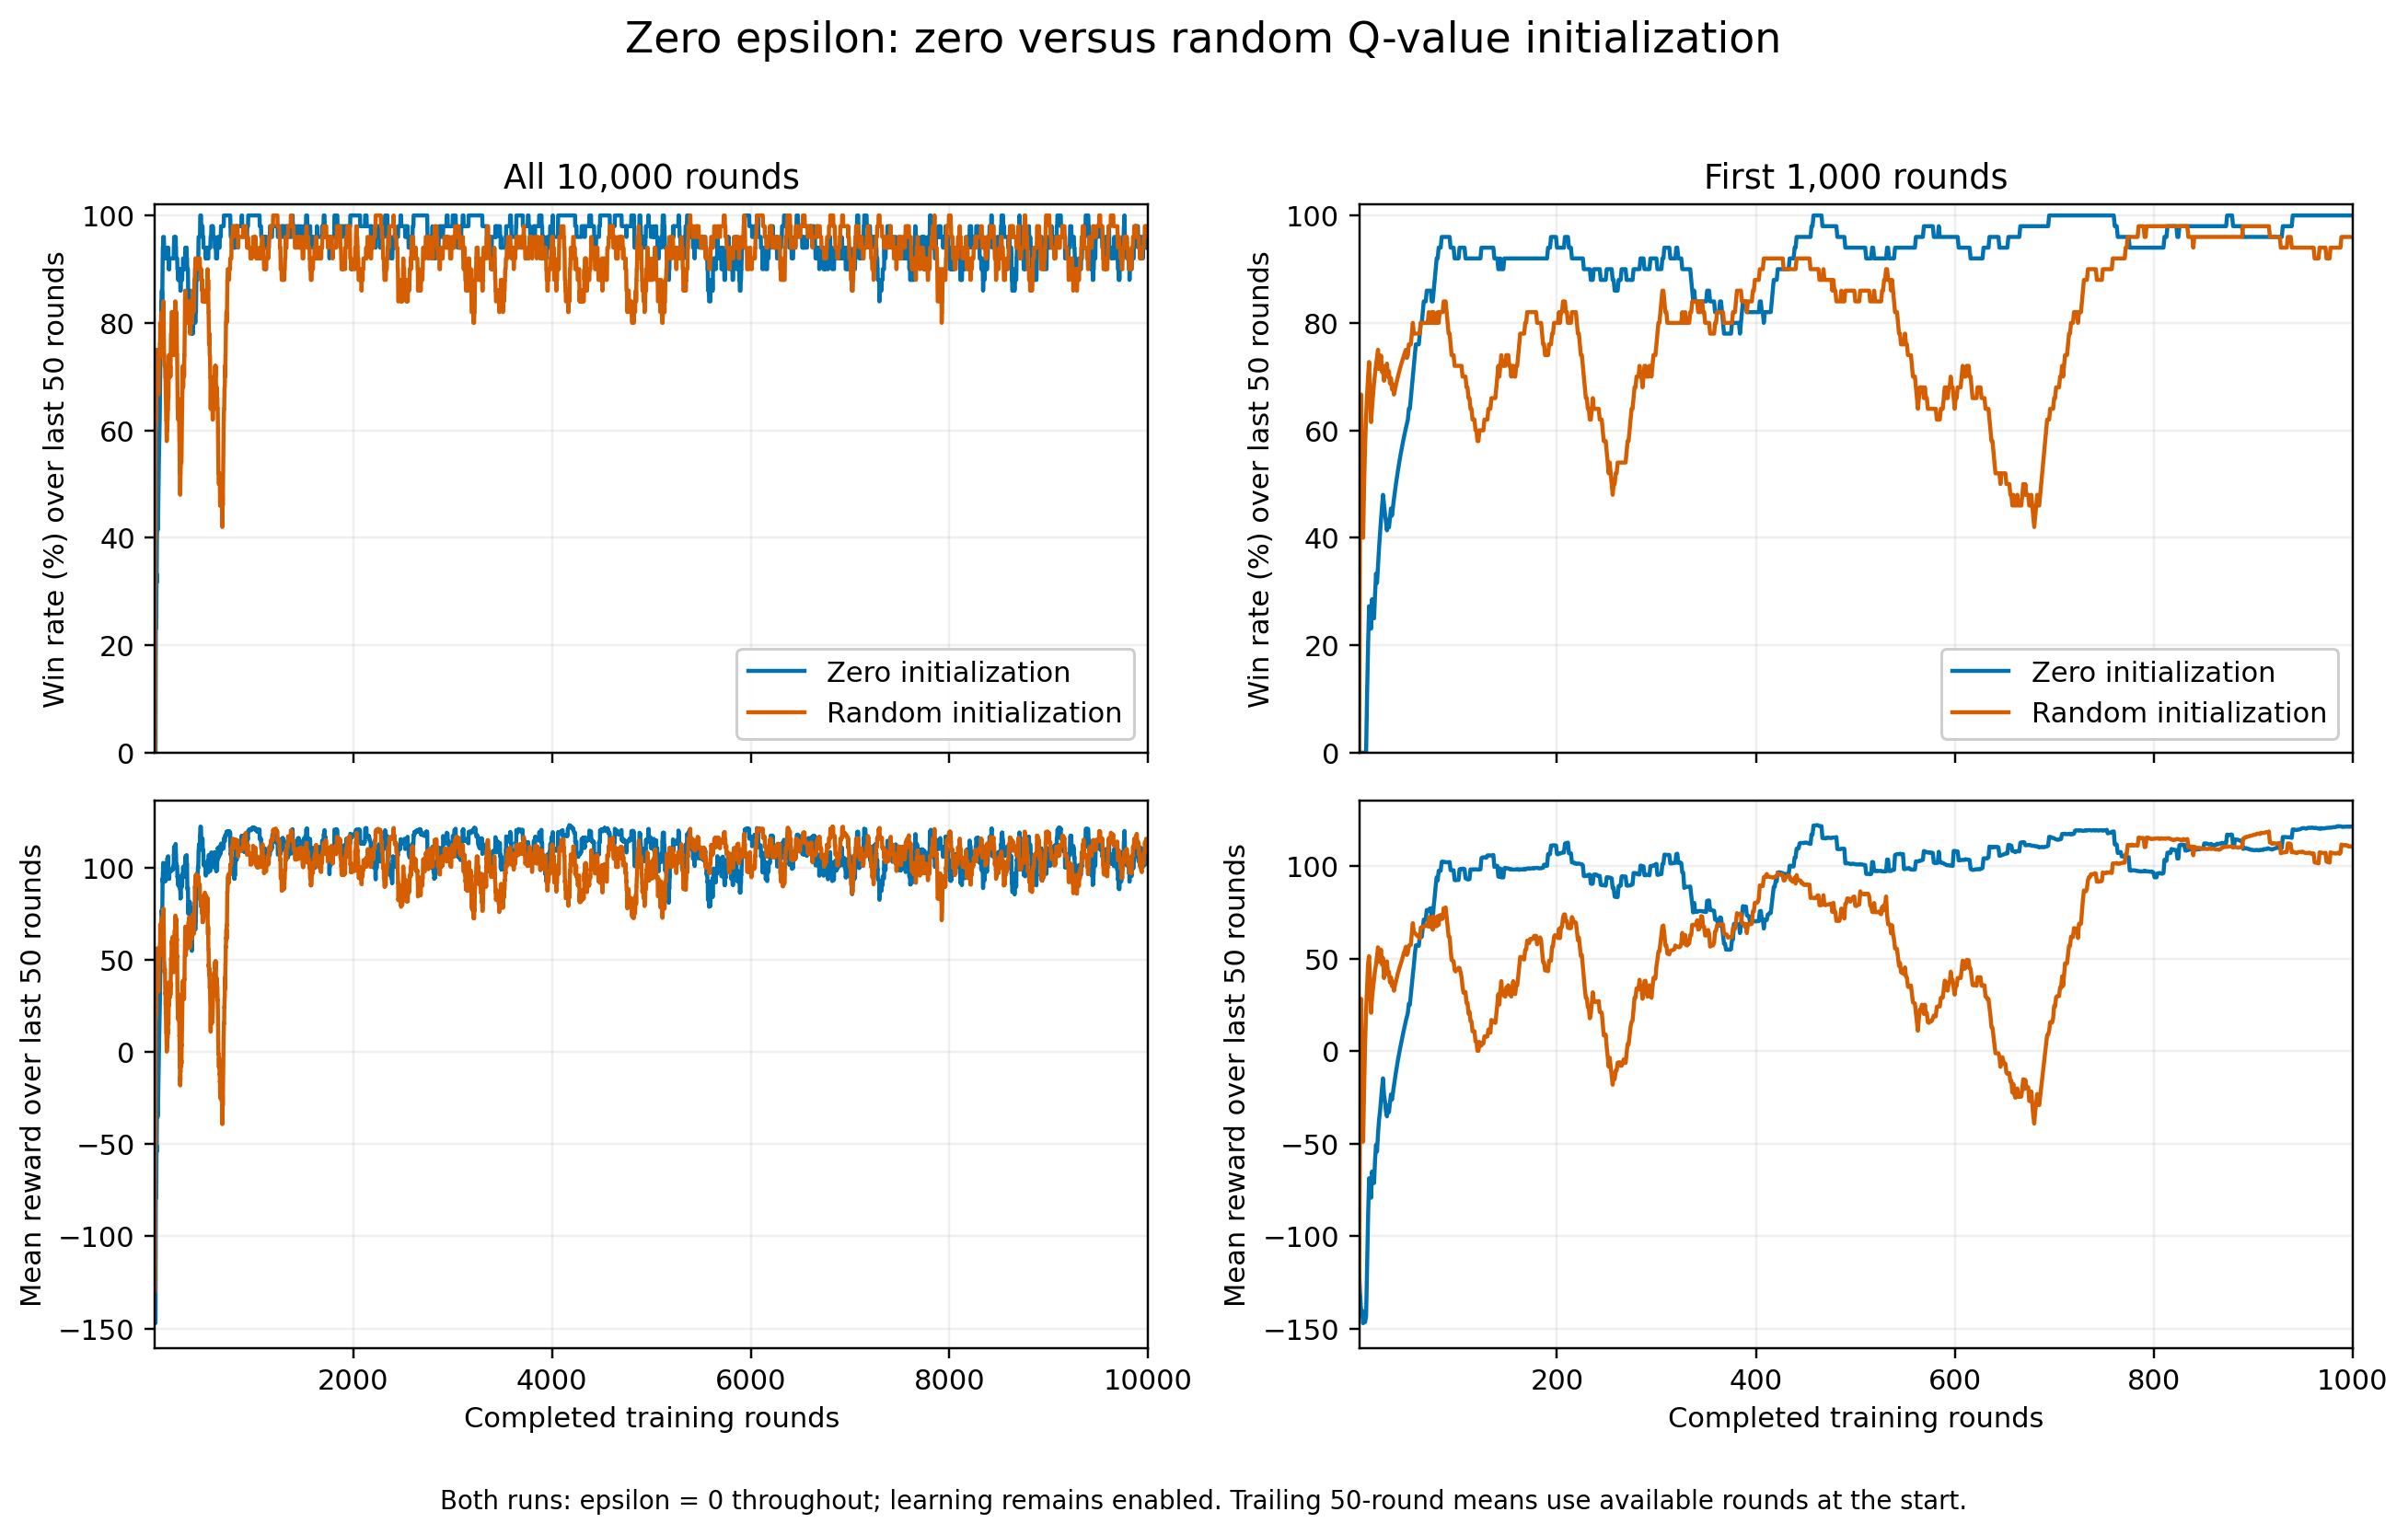 Zero epsilon: zero versus random Q-value initialization
All 10,000 rounds
Win rate (%) over last 50 rounds
100
80
60
40
20
0
Zero initialization
Random initialization
First 1,000 rounds
Win rate (%) over last 50 rounds
100
80
60
40
20
0
Zero initialization
Random initialization
Mean reward over last 50 rounds
100
50
0
−50
−100
−150
2000 4000 6000 8000 10000
Completed training rounds
Mean reward over last 50 rounds
100
50
0
−50
−100
−150
200 400 600 800 1000
Completed training rounds
Both runs: epsilon = 0 throughout; learning remains enabled. Trailing 50-round means use available rounds at the start.